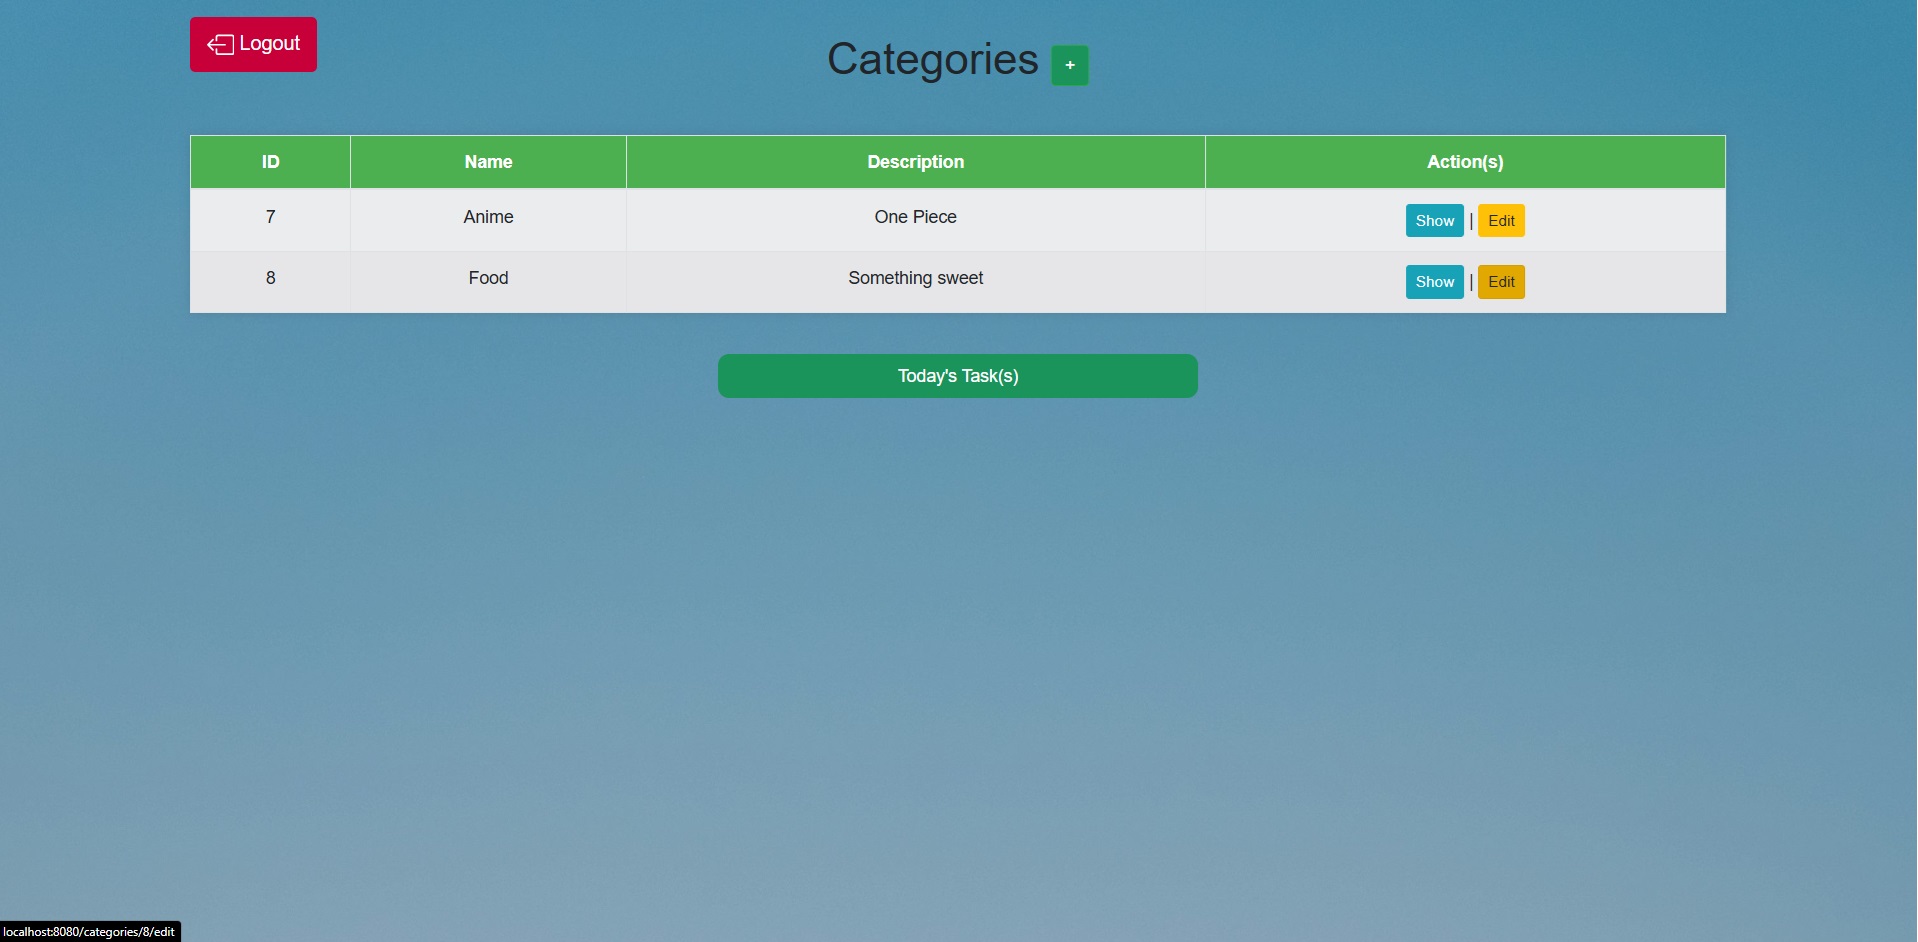 Logout
Categories +
ID Name Description Action(s)
7 Anime One Piece Show | Edit
8 Food Something sweet Show | Edit
Today's Task(s)
localhost:8080/categories/8/edit